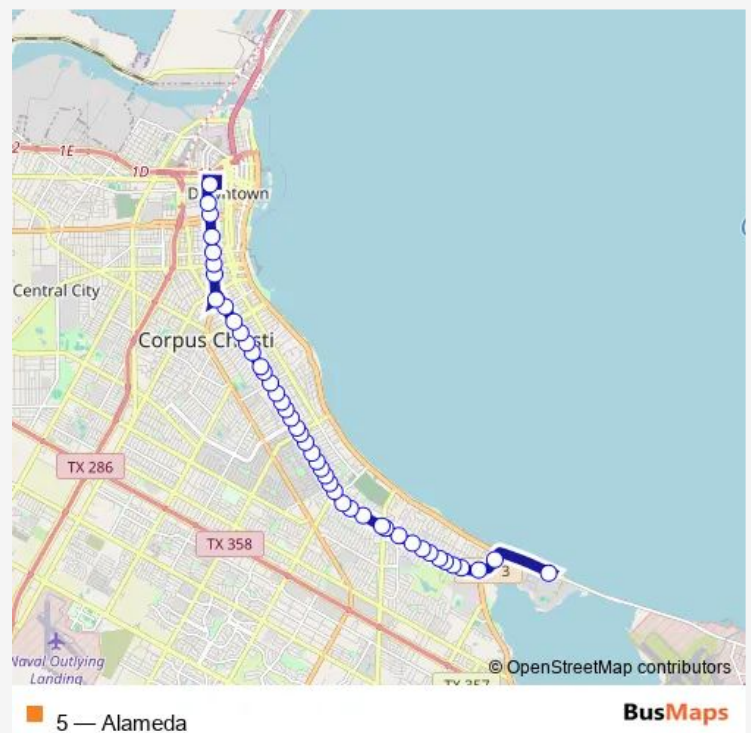 2
1E
1D
Downtown
Central City
Corpus Christi
TX 286
TX 358
3
Naval Outlying
Landing
© OpenStreetMap contributors
TX 357
5 — Alameda
BusMaps